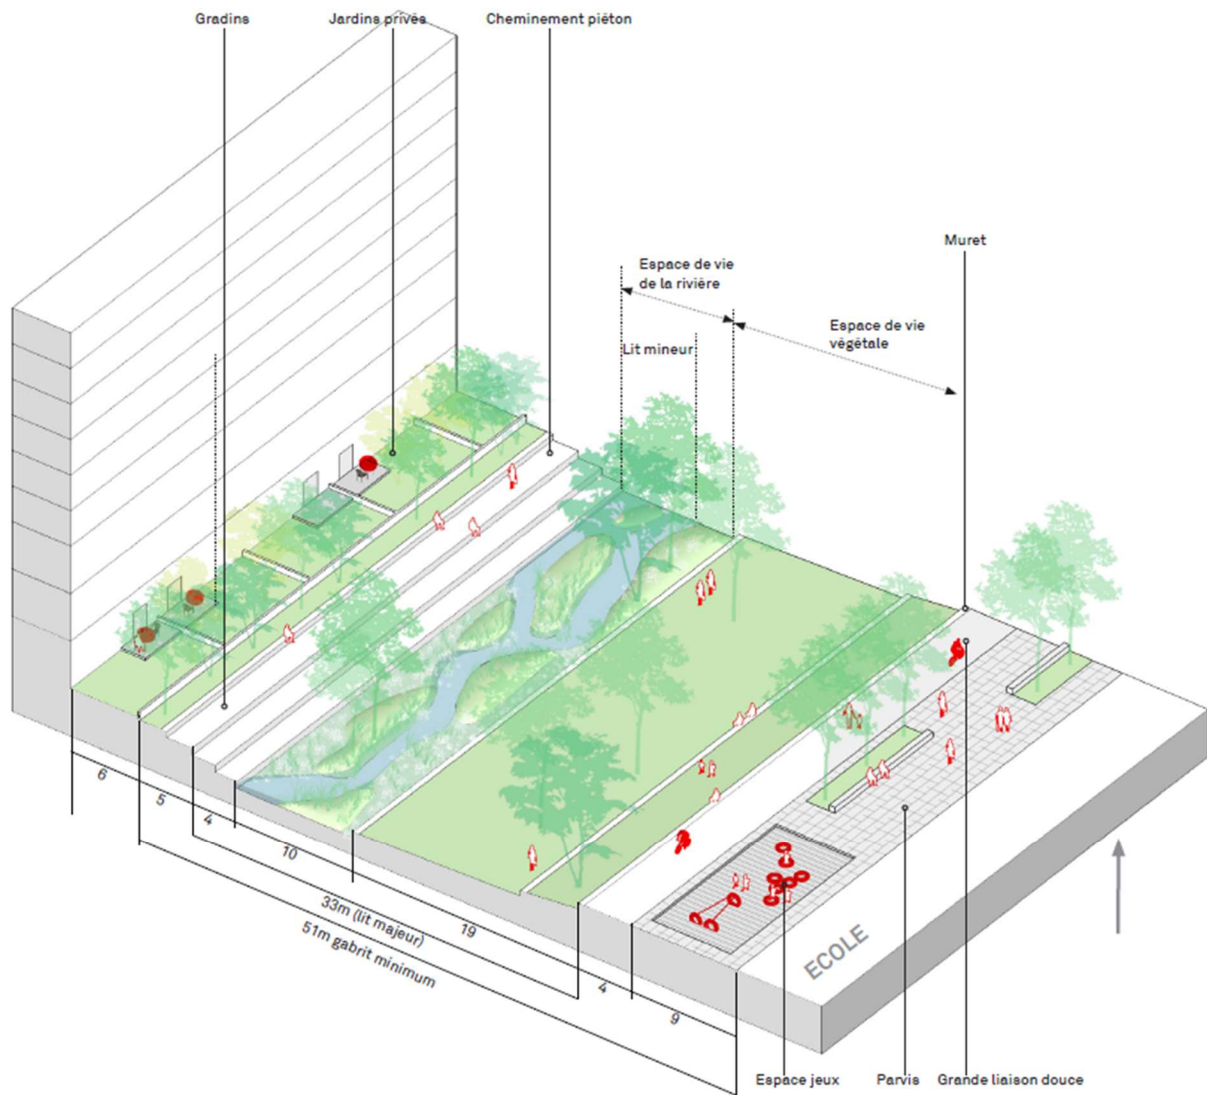 Gradins
Jardins privés
Cheminement piéton
Muret
Espace de vie
de la rivière
Espace de vie
végétale
Lit mineur
6
5
4
10
19
33m (lit majeur)
51m gabrit minimum
4
9
ECOLE
Espace jeux
Parvis
Grande liaison douce